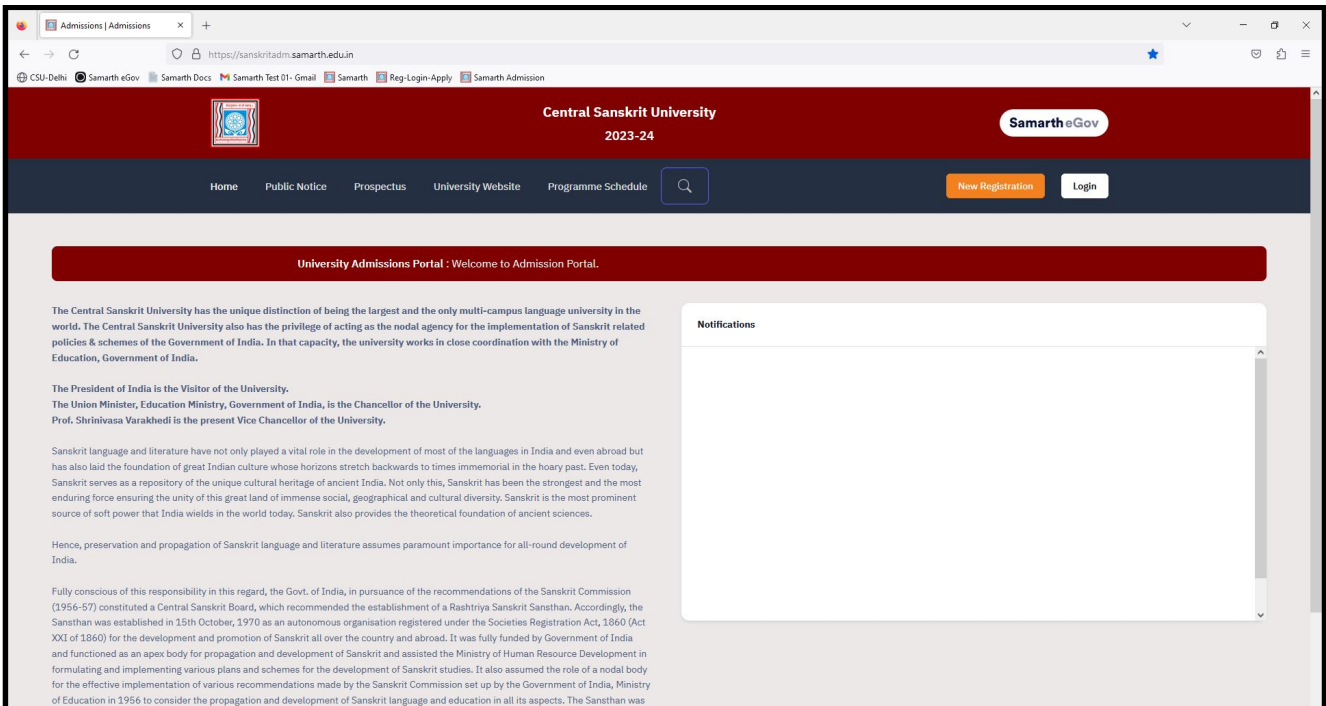 Admissions | Admissions
https://sanskritadm.samarth.edu.in
CSU-Delhi Samarth eGov Samarth Docs Samarth Test 01- Gmail Samarth Reg-Login-Apply Samarth Admission
Central Sanskrit University
2023-24
Samarth eGov
Home Public Notice Prospectus University Website Programme Schedule New Registration Login
University Admissions Portal : Welcome to Admission Portal.
The Central Sanskrit University has the unique distinction of being the largest and the only multi-campus language university in the
world. The Central Sanskrit University also has the privilege of acting as the nodal agency for the implementation of Sanskrit related
policies & schemes of the Government of India. In that capacity, the university works in close coordination with the Ministry of
Education, Government of India.
The President of India is the Visitor of the University.
The Union Minister, Education Ministry, Government of India, is the Chancellor of the University.
Prof. Shrinivasa Varakhedi is the present Vice Chancellor of the University.
Sanskrit language and literature have not only played a vital role in the development of most of the languages in India and even abroad but
has also laid the foundation of great Indian culture whose horizons stretch backwards to times immemorial in the hoary past. Even today,
Sanskrit serves as a repository of the unique cultural heritage of ancient India. Not only this, Sanskrit has been the strongest and the most
enduring force ensuring the unity of this great land of immense social, geographical and cultural diversity. Sanskrit is the most prominent
source of soft power that India wields in the world today. Sanskrit also provides the theoretical foundation of ancient sciences.
Hence, preservation and propagation of Sanskrit language and literature assumes paramount importance for all-round development of
India.
Fully conscious of this responsibility in this regard, the Govt. of India, in pursuance of the recommendations of the Sanskrit Commission
(1956-57) constituted a Central Sanskrit Board, which recommended the establishment of a Rashtriya Sanskrit Sansthan. Accordingly, the
Sansthan was established in 15th October, 1970 as an autonomous organisation registered under the Societies Registration Act, 1860 (Act
XXI of 1860) for the development and promotion of Sanskrit all over the country and abroad. It was fully funded by Government of India
and functioned as an apex body for propagation and development of Sanskrit and assisted the Ministry of Human Resource Development in
formulating and implementing various plans and schemes for the development of Sanskrit studies. It also assumed the role of a nodal body
for the effective implementation of various recommendations made by the Sanskrit Commission set up by the Government of India, Ministry
of Education in 1956 to consider the propagation and development of Sanskrit language and education in all its aspects. The Sansthan was
Notifications